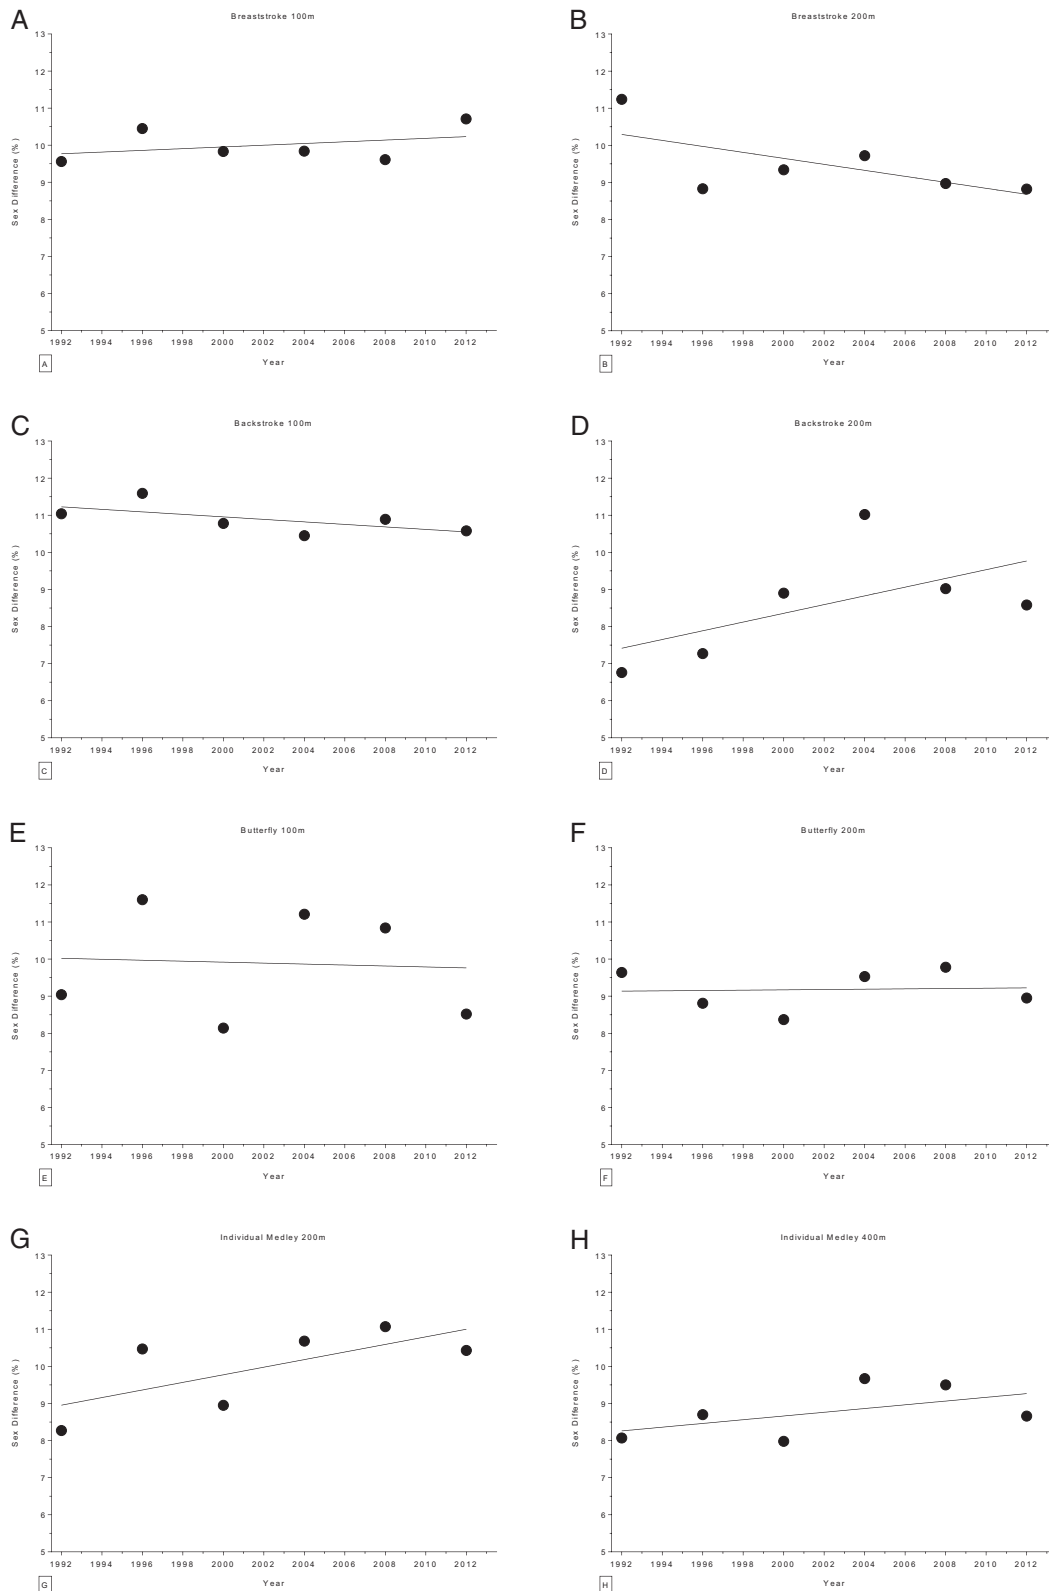 A
Breaststroke 100m
13
12
11
10
9
8
7
6
5
Sex Difference (%)
1992 1994 1996 1998 2000 2002 2004 2006 2008 2010 2012
Year
A
B
Breaststroke 200m
13
12
11
10
9
8
7
6
5
Sex Difference (%)
1992 1994 1996 1998 2000 2002 2004 2006 2008 2010 2012
Year
B
C
Backstroke 100m
13
12
11
10
9
8
7
6
5
Sex Difference (%)
1992 1994 1996 1998 2000 2002 2004 2006 2008 2010 2012
Year
C
D
Backstroke 200m
13
12
11
10
9
8
7
6
5
Sex Difference (%)
1992 1994 1996 1998 2000 2002 2004 2006 2008 2010 2012
Year
D
E
Butterfly 100m
13
12
11
10
9
8
7
6
5
Sex Difference (%)
1992 1994 1996 1998 2000 2002 2004 2006 2008 2010 2012
Year
E
F
Butterfly 200m
13
12
11
10
9
8
7
6
5
Sex Difference (%)
1992 1994 1996 1998 2000 2002 2004 2006 2008 2010 2012
Year
F
G
Individual Medley 200m
13
12
11
10
9
8
7
6
5
Sex Difference (%)
1992 1994 1996 1998 2000 2002 2004 2006 2008 2010 2012
Year
G
H
Individual Medley 400m
13
12
11
10
9
8
7
6
5
Sex Difference (%)
1992 1994 1996 1998 2000 2002 2004 2006 2008 2010 2012
Year
H